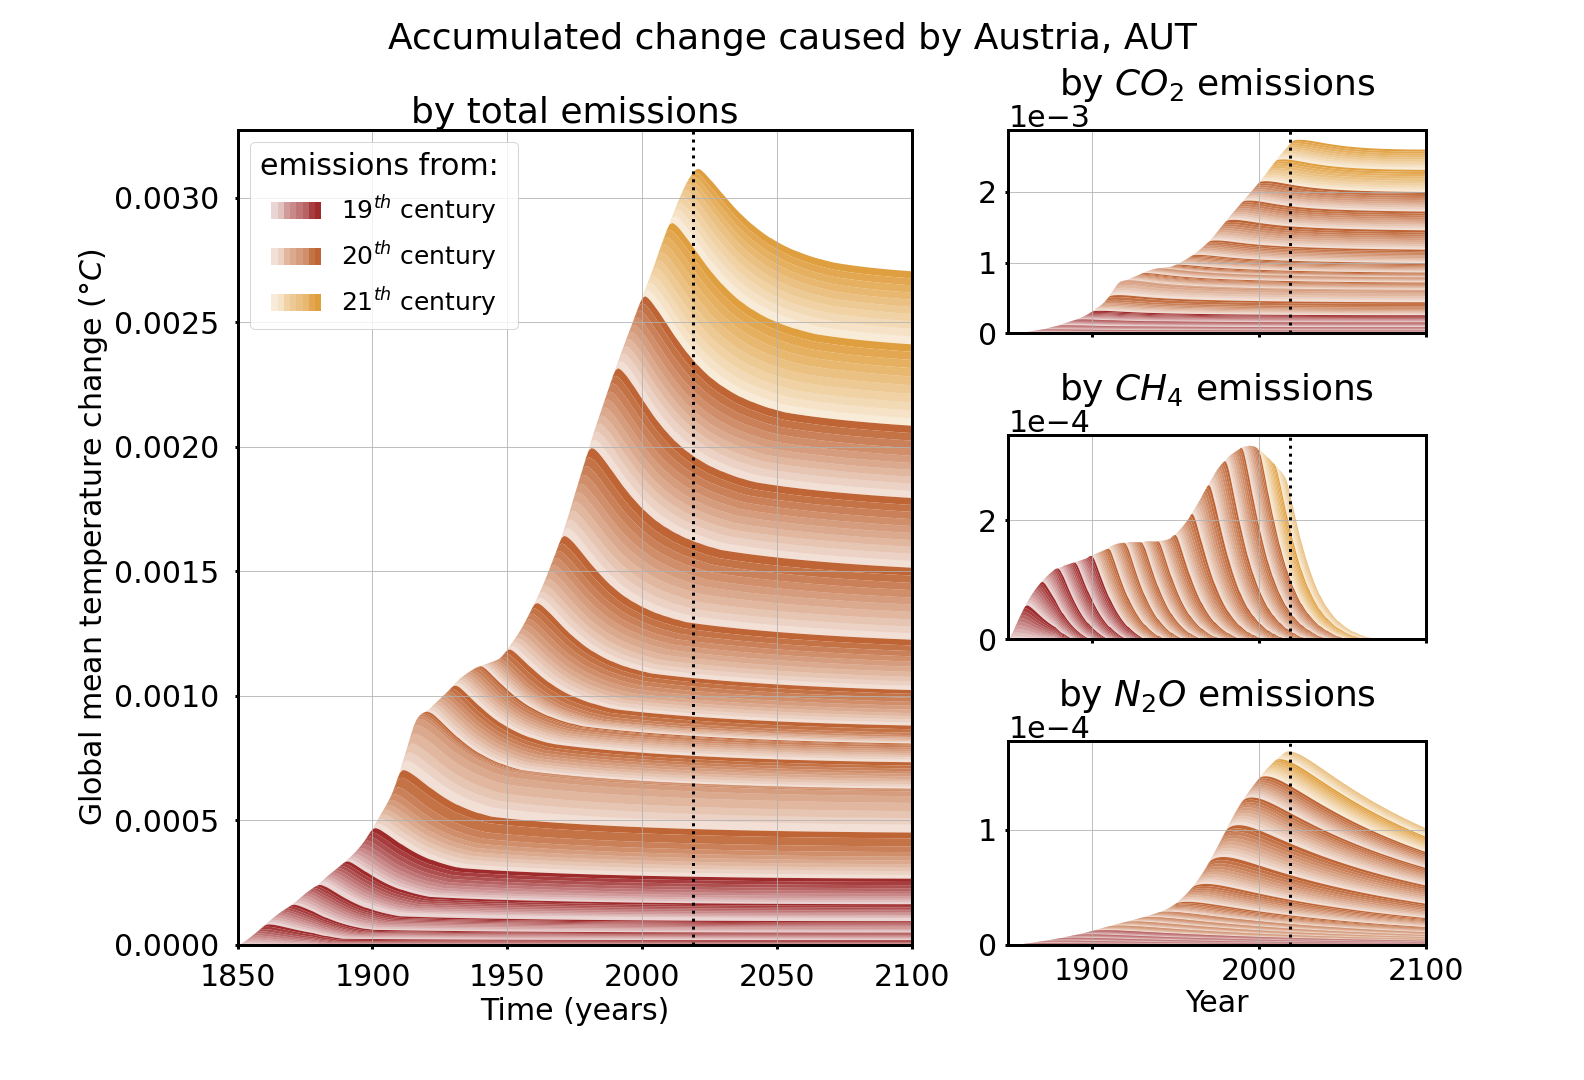 Accumulated change caused by Austria, AUT
by total emissions
emissions from:
19th century
20th century
21th century
Global mean temperature change (°C)
0.0030
0.0025
0.0020
0.0015
0.0010
0.0005
0.0000
1850 1900 1950 2000 2050 2100
Time (years)
by CO₂ emissions
1e−3
2
1
0
by CH₄ emissions
1e−4
2
0
by N₂O emissions
1e−4
1
0
1900 2000 2100
Year